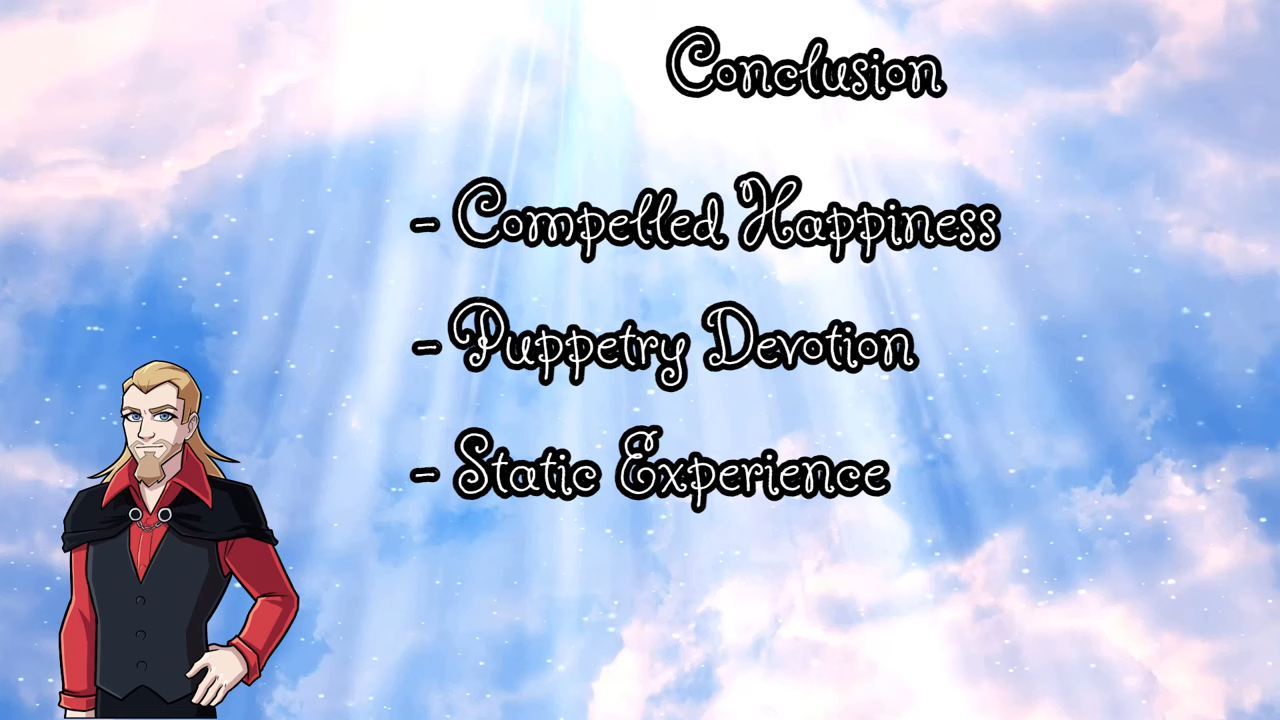 Conclusion
- Compelled Happiness
- Puppetry Devotion
- Static Experience